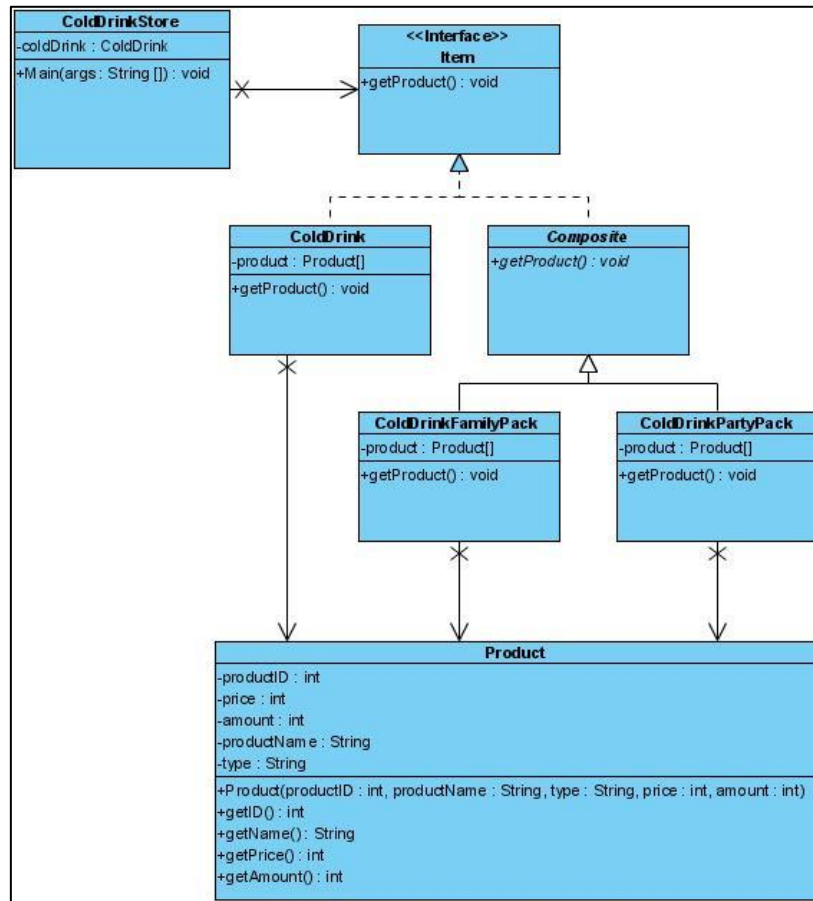 ColdDrinkStore
-coldDrink : ColdDrink
+Main(args : String []) : void
<<Interface>>
Item
+getProduct() : void
ColdDrink
-product : Product[]
+getProduct() : void
Composite
+getProduct() : void
ColdDrinkFamilyPack
-product : Product[]
+getProduct() : void
ColdDrinkPartyPack
-product : Product[]
+getProduct() : void
Product
-productID : int
-price : int
-amount : int
-productName : String
-type : String
+Product(productID : int, productName : String, type : String, price : int, amount : int)
+getID() : int
+getName() : String
+getPrice() : int
+getAmount() : int